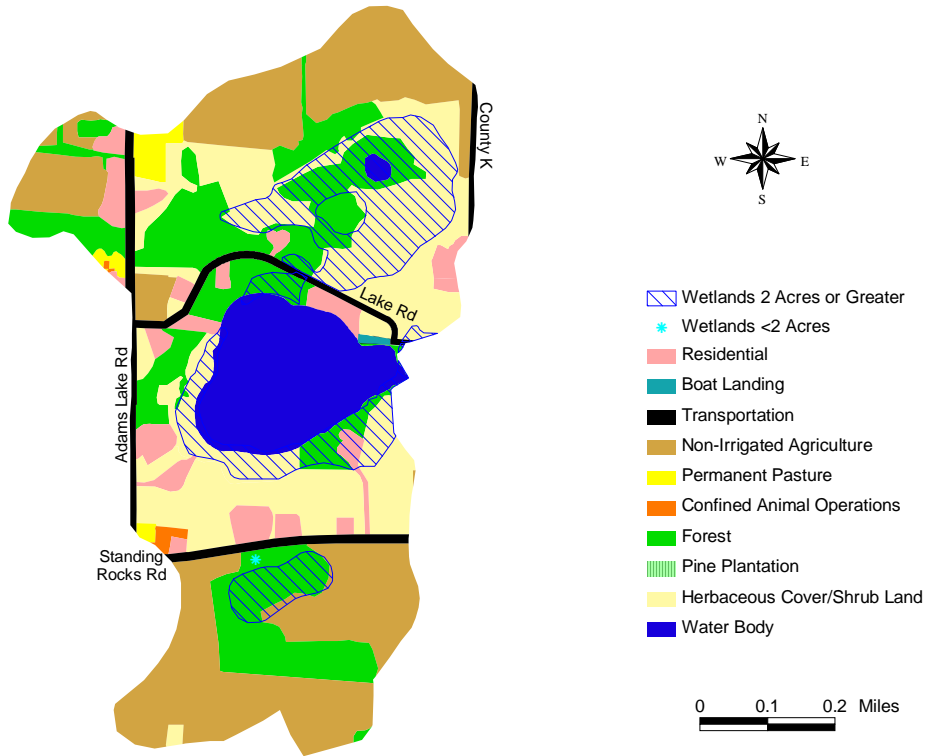 County K
N
W E
S
Lake Rd
Adams Lake Rd
Standing
Rocks Rd
Wetlands 2 Acres or Greater
Wetlands <2 Acres
Residential
Boat Landing
Transportation
Non-Irrigated Agriculture
Permanent Pasture
Confined Animal Operations
Forest
Pine Plantation
Herbaceous Cover/Shrub Land
Water Body
0 0.1 0.2 Miles